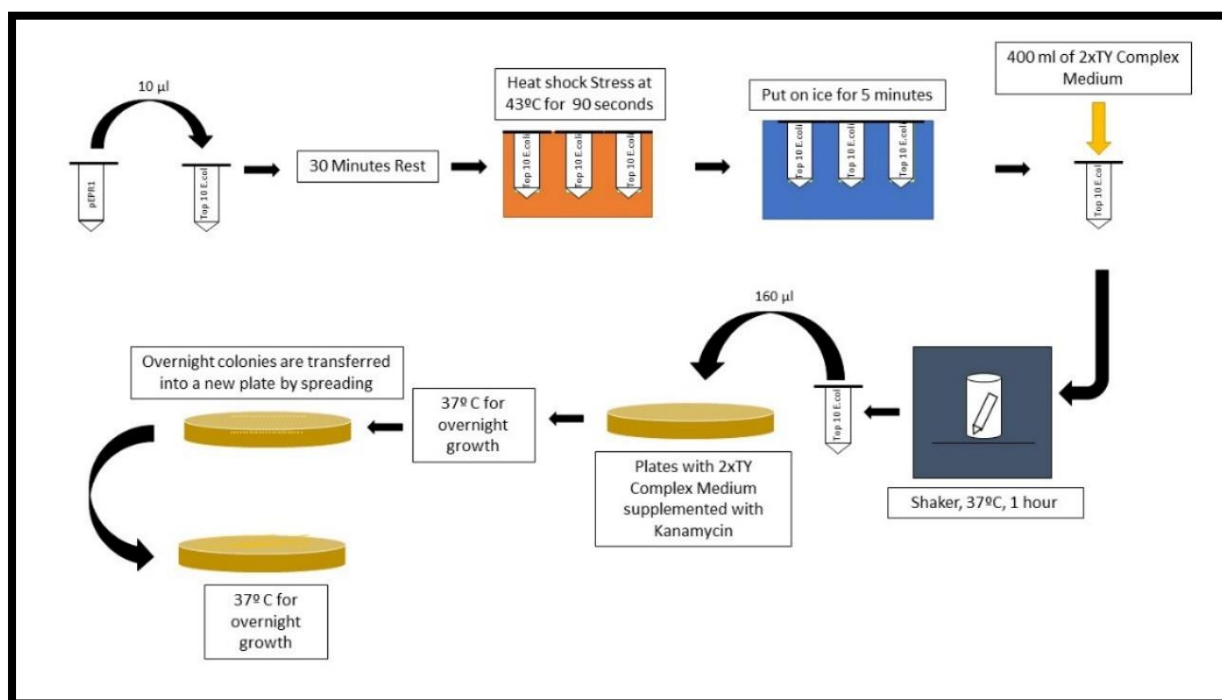 10 µl
pEPR1
Top 10 E.col
30 Minutes Rest
Heat shock Stress at
43ºC for 90 seconds
Top 10 E.coli
Top 10 E.coli
Top 10 E.coli
Put on ice for 5 minutes
Top 10 E.coli
Top 10 E.coli
Top 10 E.coli
400 ml of 2xTY Complex
Medium
Top 10 E.col
Shaker, 37ºC, 1 hour
Top 10 E.col
160 µl
Plates with 2xTY
Complex Medium
supplemented with
Kanamycin
37º C for
overnight
growth
Overnight colonies are transferred
into a new plate by spreading
37º C for
overnight
growth